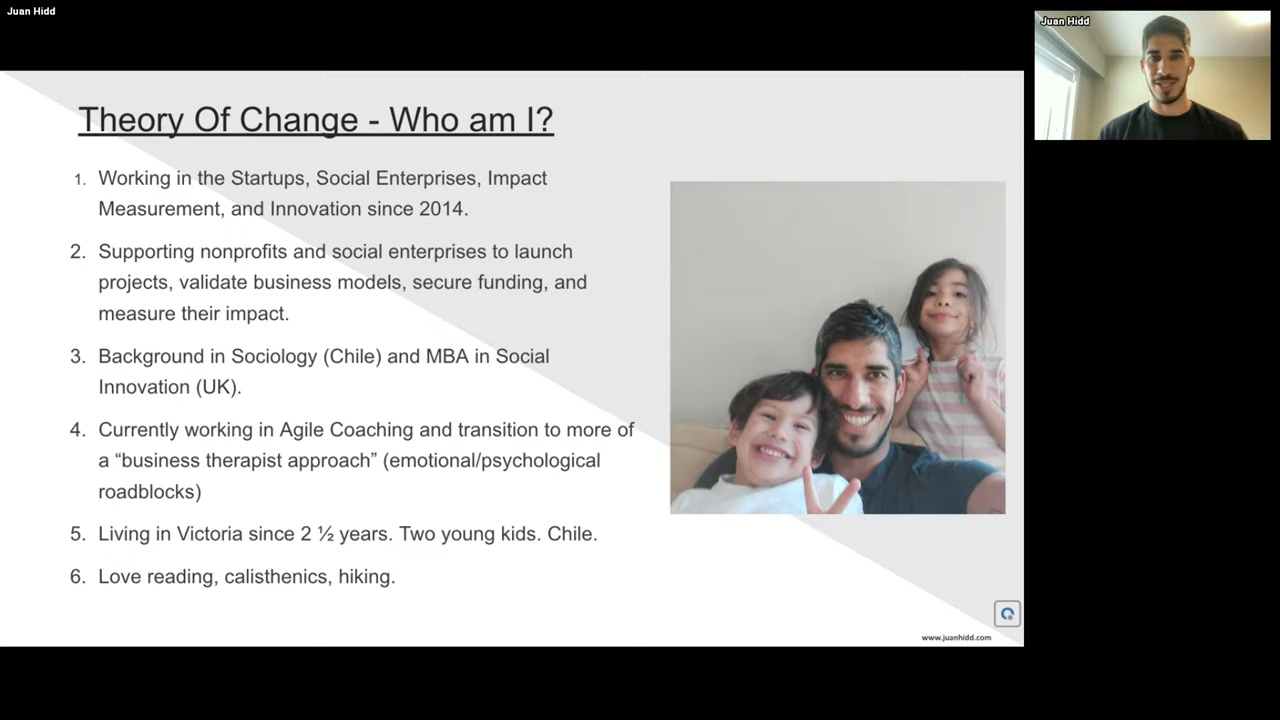 Juan Hidd
Juan Hidd
Theory Of Change - Who am I?
1. Working in the Startups, Social Enterprises, Impact
Measurement, and Innovation since 2014.
2. Supporting nonprofits and social enterprises to launch
projects, validate business models, secure funding, and
measure their impact.
3. Background in Sociology (Chile) and MBA in Social
Innovation (UK).
4. Currently working in Agile Coaching and transition to more of
a “business therapist approach” (emotional/psychological
roadblocks)
5. Living in Victoria since 2 ½ years. Two young kids. Chile.
6. Love reading, calisthenics, hiking.
www.juanhidd.com